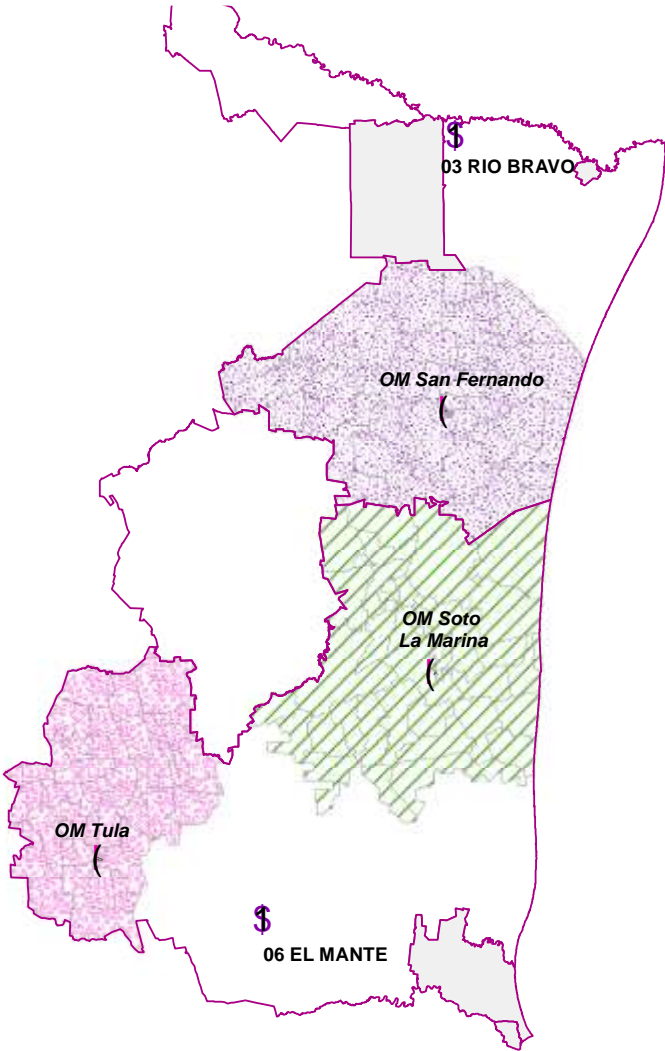 03 RIO BRAVO
OM San Fernando
OM Soto
La Marina
OM Tula
06 EL MANTE